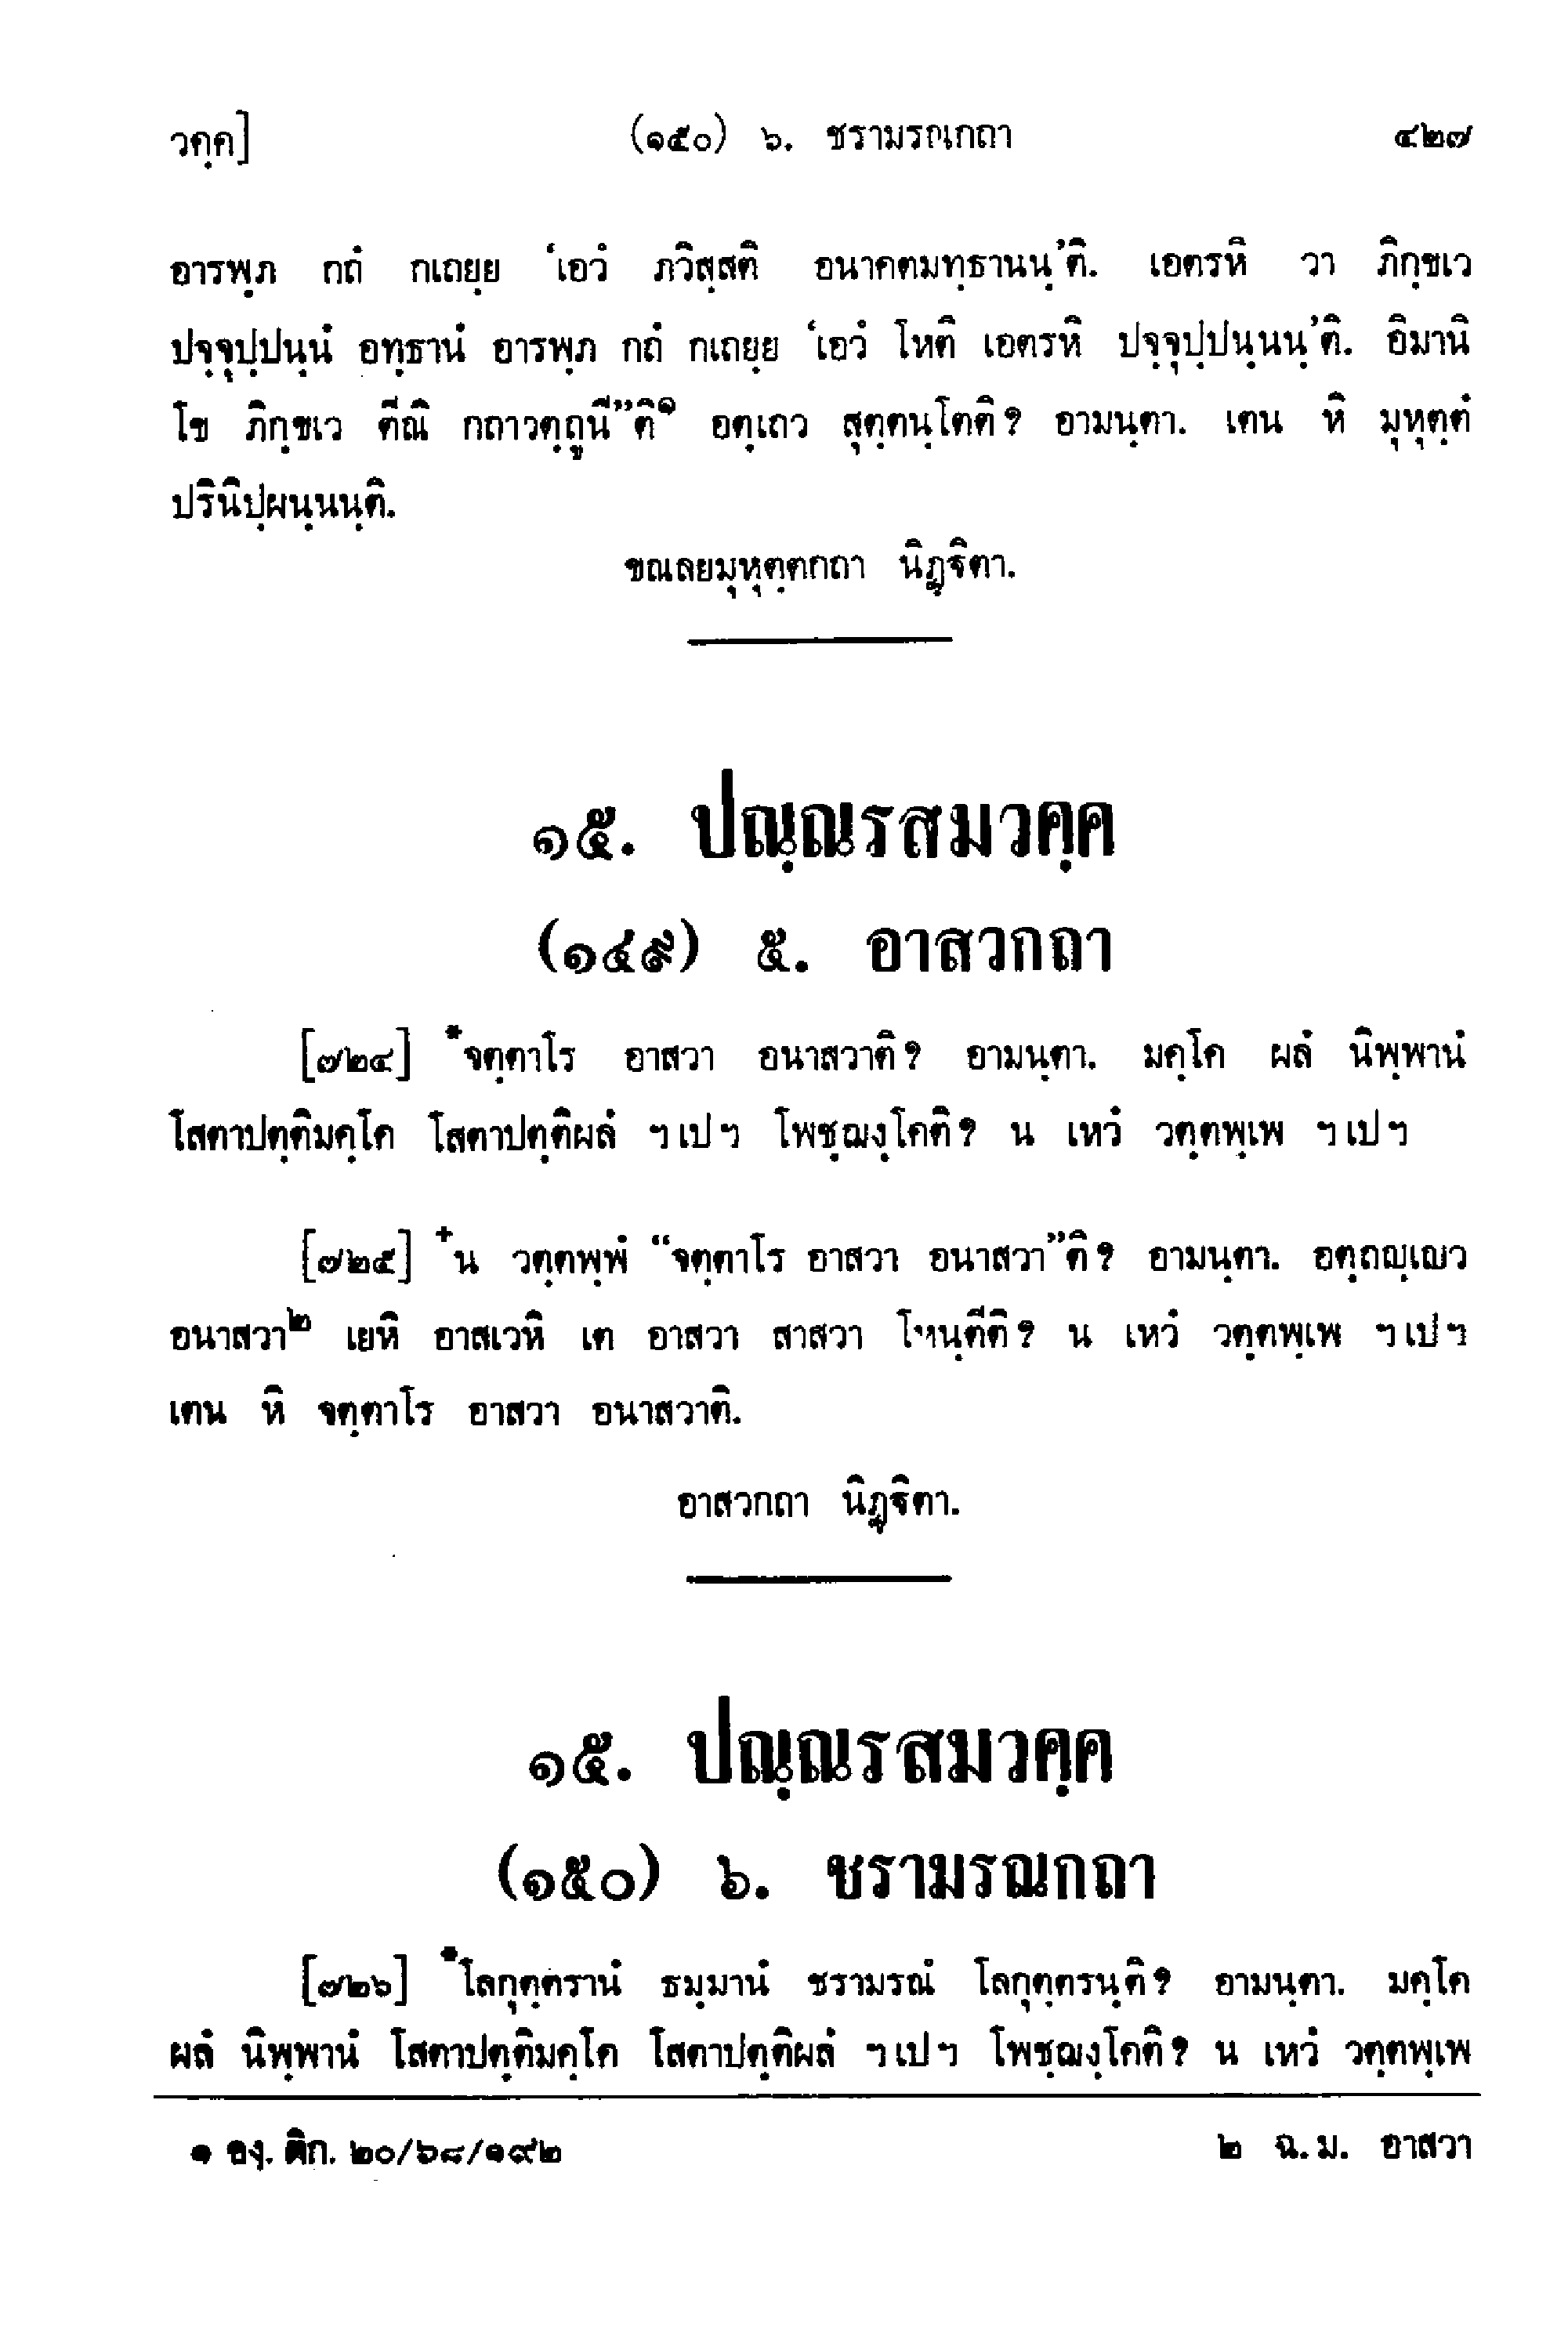 วคฺค]	(๑๕๐) ๖. ชรามรณกถา	๔๒๗
อารพฺภ กถํ กเถยฺย ‘เอวํ ภวิสฺสติ อนาคตมทฺธานนฺ’ติ. เอตรหิ วา ภิกฺขเว
ปจฺจุปฺปนฺนํ อทฺธานํ อารพฺภ กถํ กเถยฺย ‘เอวํ โหติ เอตรหิ ปจฺจุปฺปนฺนนฺ’ติ. อิมานิ
โข ภิกฺขเว ตีณิ กถาวตฺถูนี”ติ๑ อตฺเถว สุตฺตนฺโตติ? อามนฺตา. เตน หิ มุหุตฺตํ
ปรินิปฺผนฺนนฺติ.
ขณลยมุหุตฺตกถา นิฏฺฐิตา.
๑๕. ปณฺณรสมวคฺค
(๑๔๙) ๕. อาสวกถา
[๗๒๔] *จตฺตาโร อาสวา อนาสวาติ? อามนฺตา. มคฺโค ผลํ นิพฺพานํ
โสตาปตฺติมคฺโค โสตาปตฺติผลํ ฯเปฯ โพชฺฌงฺโคติ? น เหวํ วตฺตพฺเพ ฯเปฯ
[๗๒๕] +น วตฺตพฺพํ “จตฺตาโร อาสวา อนาสวา”ติ? อามนฺตา. อตฺถญฺเญว
อนาสวา๒ เยหิ อาสเวหิ เต อาสวา สาสวา โหนฺตีติ? น เหวํ วตฺตพฺเพ ฯเปฯ
เตน หิ จตฺตาโร อาสวา อนาสวาติ.
อาสวกถา นิฏฺฐิตา.
๑๕. ปณฺณรสมวคฺค
(๑๕๐) ๖. ชรามรณกถา
[๗๒๖] *โลกุตฺตรานํ ธมฺมานํ ชรามรณํ โลกุตฺตรนฺติ? อามนฺตา. มคฺโค
ผลํ นิพฺพานํ โสตาปตฺติมคฺโค โสตาปตฺติผลํ ฯเปฯ โพชฺฌงฺโคติ? น เหวํ วตฺตพฺเพ
๑ องฺ. ติก. ๒๐/๖๘/๑๙๒	๒ ฉ.ม. อาสวา